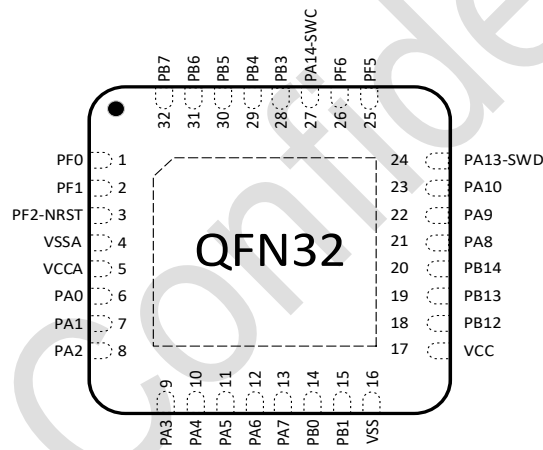 PB7 PB6 PB5 PB4 PB3 PA14-SWC PF6 PF5
32 31 30 29 28 27 26 25
PF0 1 24 PA13-SWD
PF1 2 23 PA10
PF2-NRST 3 22 PA9
VSSA 4 21 PA8
QFN32
VCCA 5 20 PB14
PA0 6 19 PB13
PA1 7 18 PB12
PA2 8 17 VCC
9 10 11 12 13 14 15 16
PA3 PA4 PA5 PA6 PA7 PB0 PB1 VSS
Confide